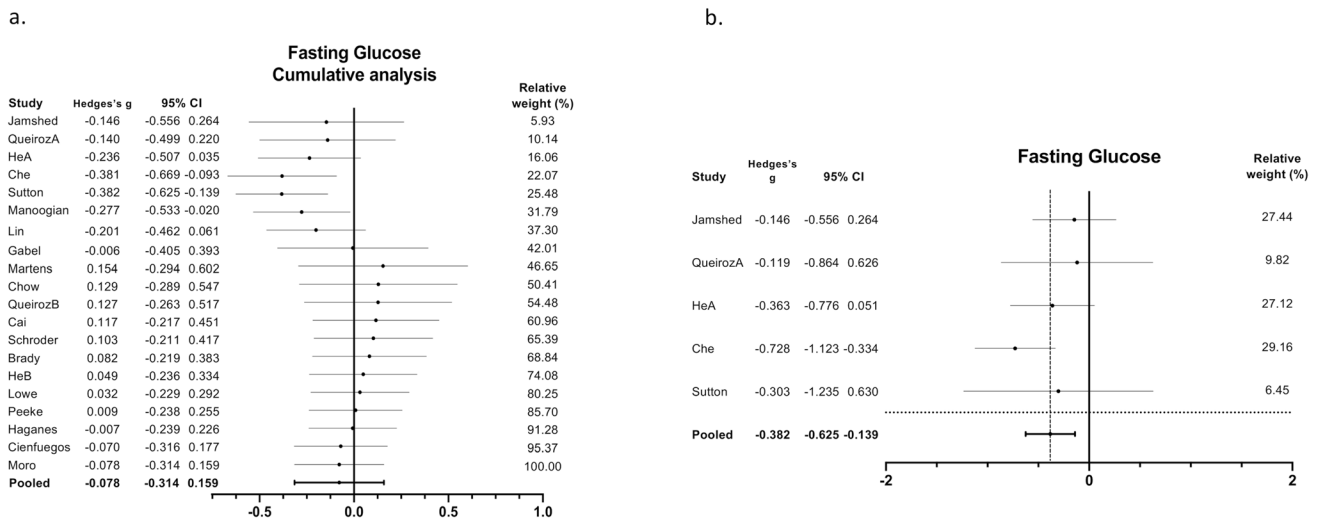 a.
Fasting Glucose
Cumulative analysis
Study Hedges's g 95% CI Relative weight (%)
Jamshed -0.146 -0.556 0.264 5.93
QueirozA -0.140 -0.499 0.220 10.14
HeA -0.236 -0.507 0.035 16.06
Che -0.381 -0.669 -0.093 22.07
Sutton -0.382 -0.625 -0.139 25.48
Manoogian -0.277 -0.533 -0.020 31.79
Lin -0.201 -0.462 0.061 37.30
Gabel -0.006 -0.405 0.393 42.01
Martens 0.154 -0.294 0.602 46.65
Chow 0.129 -0.289 0.547 50.41
QueirozB 0.127 -0.263 0.517 54.48
Cai 0.117 -0.217 0.451 60.96
Schroder 0.103 -0.211 0.417 65.39
Brady 0.082 -0.219 0.383 68.84
HeB 0.049 -0.236 0.334 74.08
Lowe 0.032 -0.229 0.292 80.25
Peeke 0.009 -0.238 0.255 85.70
Haganes -0.007 -0.239 0.226 91.28
Cienfuegos -0.070 -0.316 0.177 95.37
Moro -0.078 -0.314 0.159 100.00
Pooled -0.078 -0.314 0.159
-0.5 0.0 0.5 1.0
b.
Fasting Glucose
Study Hedges's g 95% CI Relative weight (%)
Jamshed -0.146 -0.556 0.264 27.44
QueirozA -0.119 -0.864 0.626 9.82
HeA -0.363 -0.776 0.051 27.12
Che -0.728 -1.123 -0.334 29.16
Sutton -0.303 -1.235 0.630 6.45
Pooled -0.382 -0.625 -0.139
-2 0 2